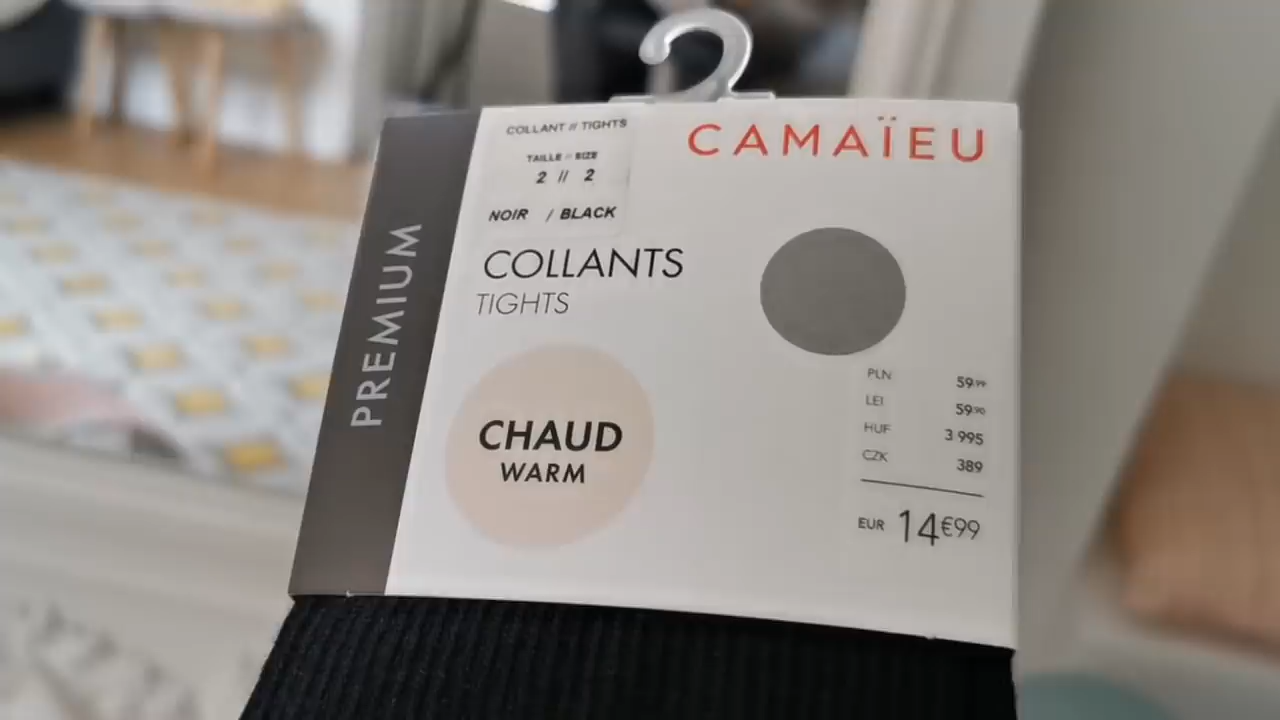 COLLANT // TIGHTS
TAILLE // SIZE
2 // 2
NOIR / BLACK
CAMAÏEU
PREMIUM
COLLANTS
TIGHTS
CHAUD
WARM
PLN 59.99
LEI 59.90
HUF 3 995
CZK 389
EUR 14€99